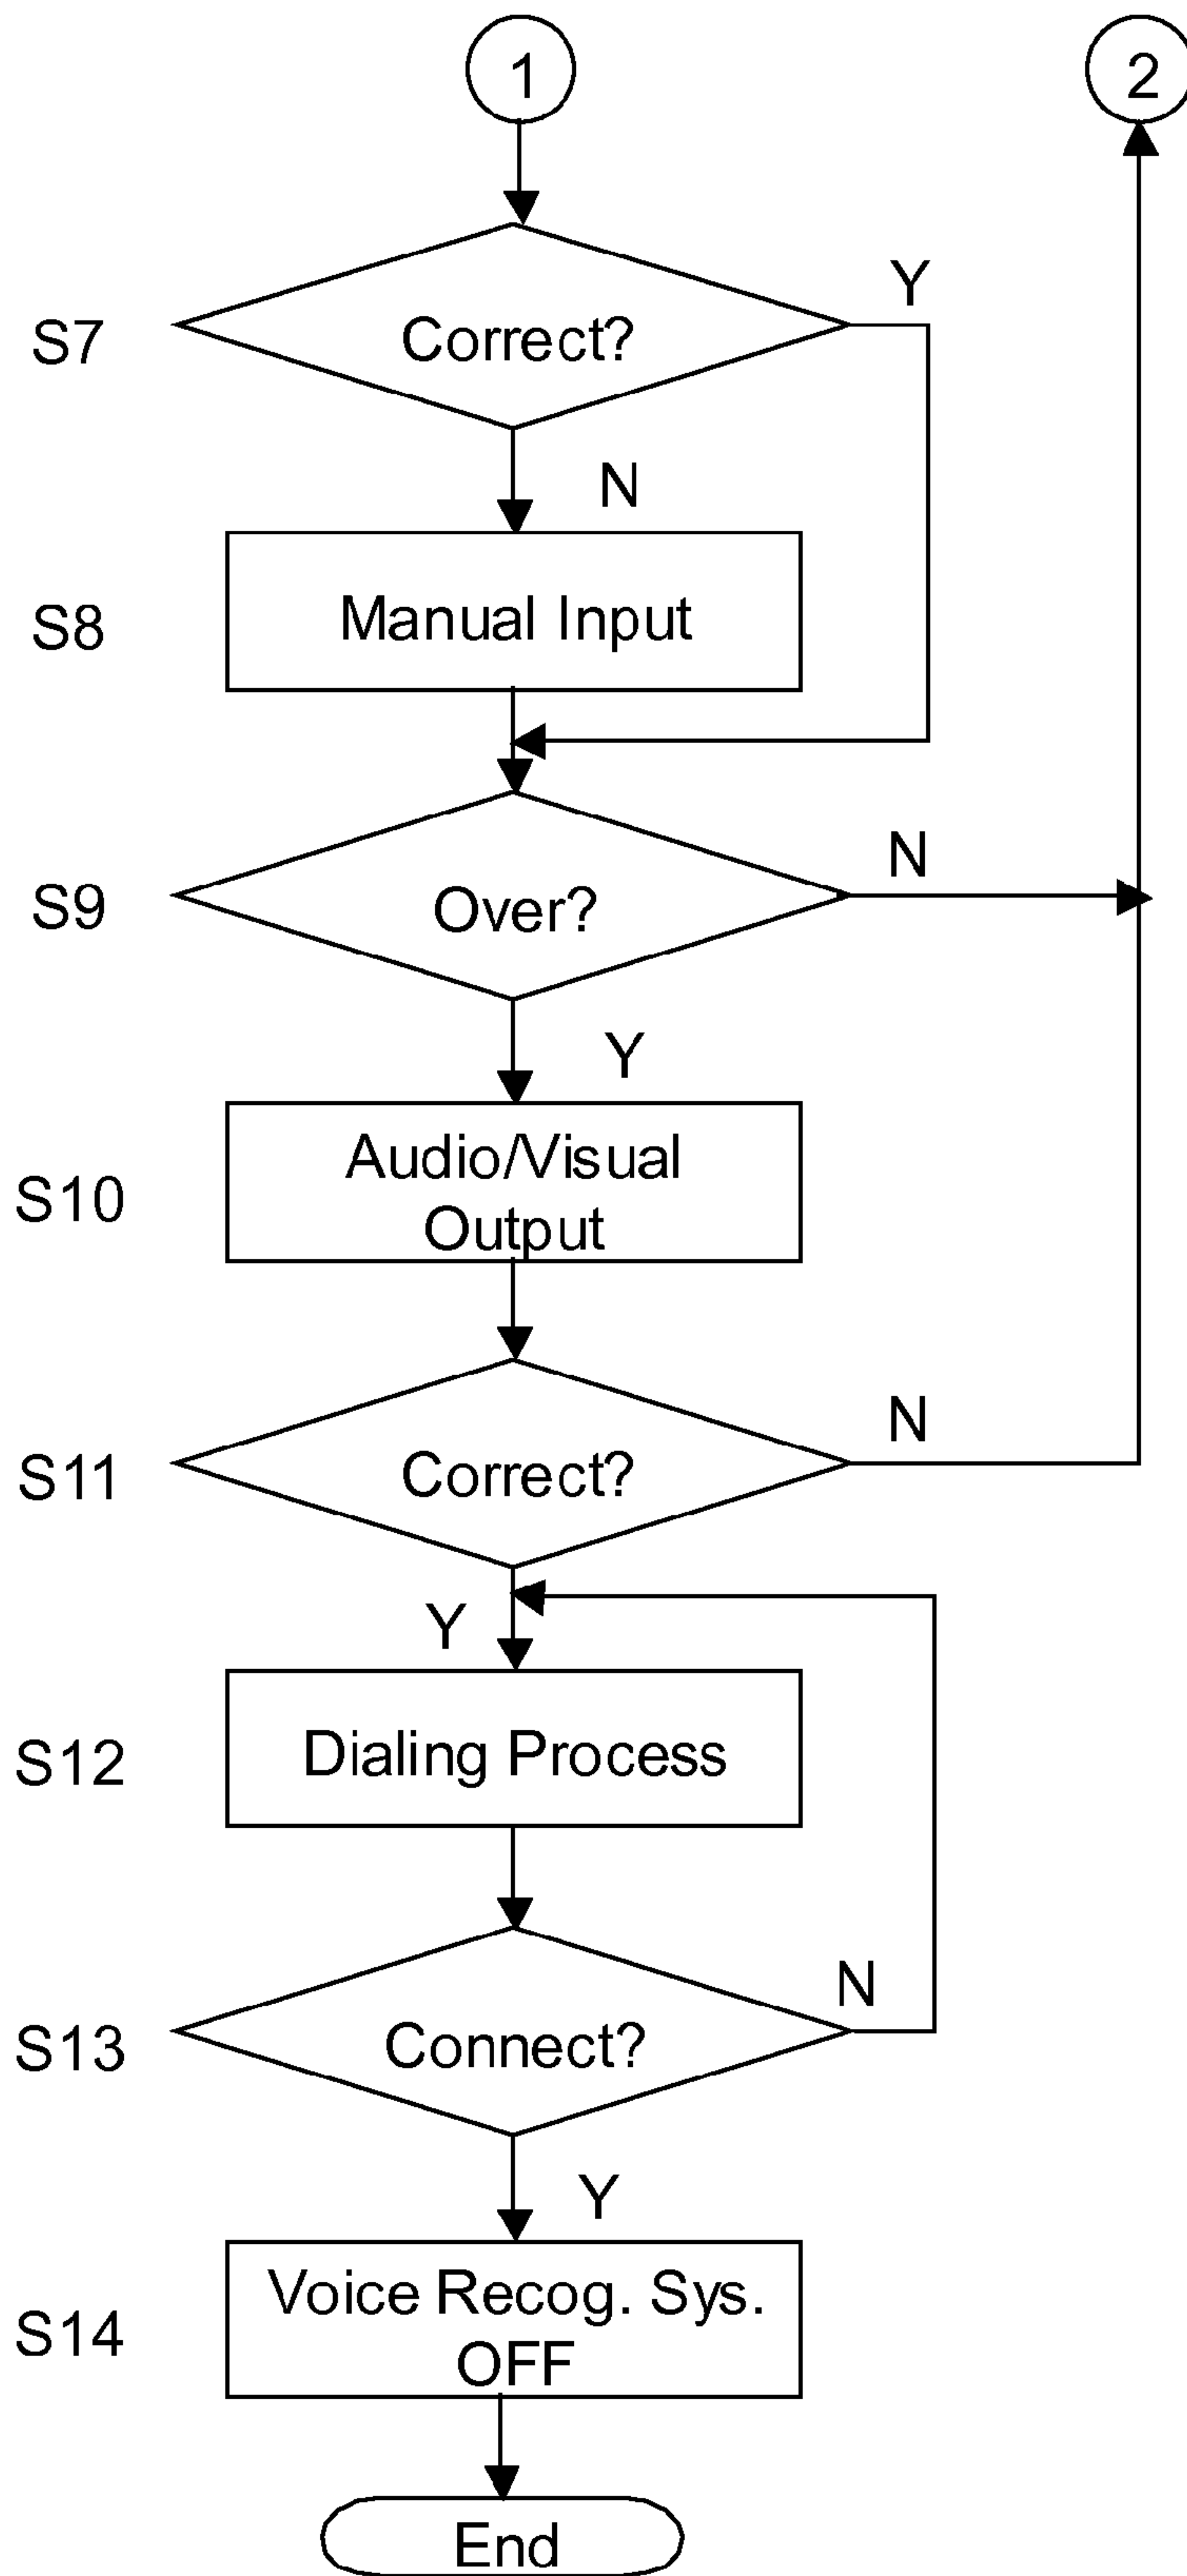 1
2
Y
S7
Correct?
N
S8
Manual Input
N
S9
Over?
Y
S10
Audio/Visual
Output
N
S11
Correct?
Y
S12
Dialing Process
N
S13
Connect?
Y
S14
Voice Recog. Sys.
OFF
End